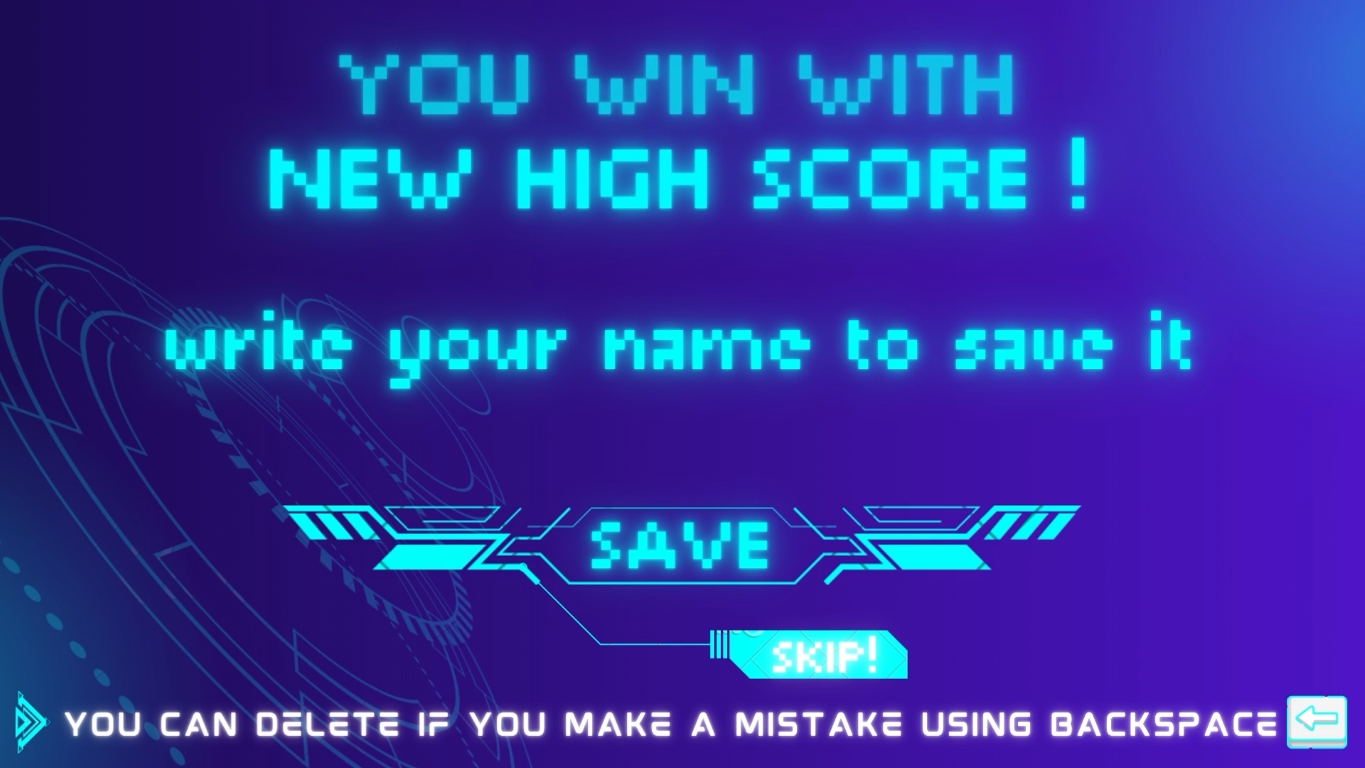 YOU WIN WITH
NEW HIGH SCORE !
write your name to save it
SAVE
SKIP!
YOU CAN DELETE IF YOU MAKE A MISTAKE USING BACKSPACE